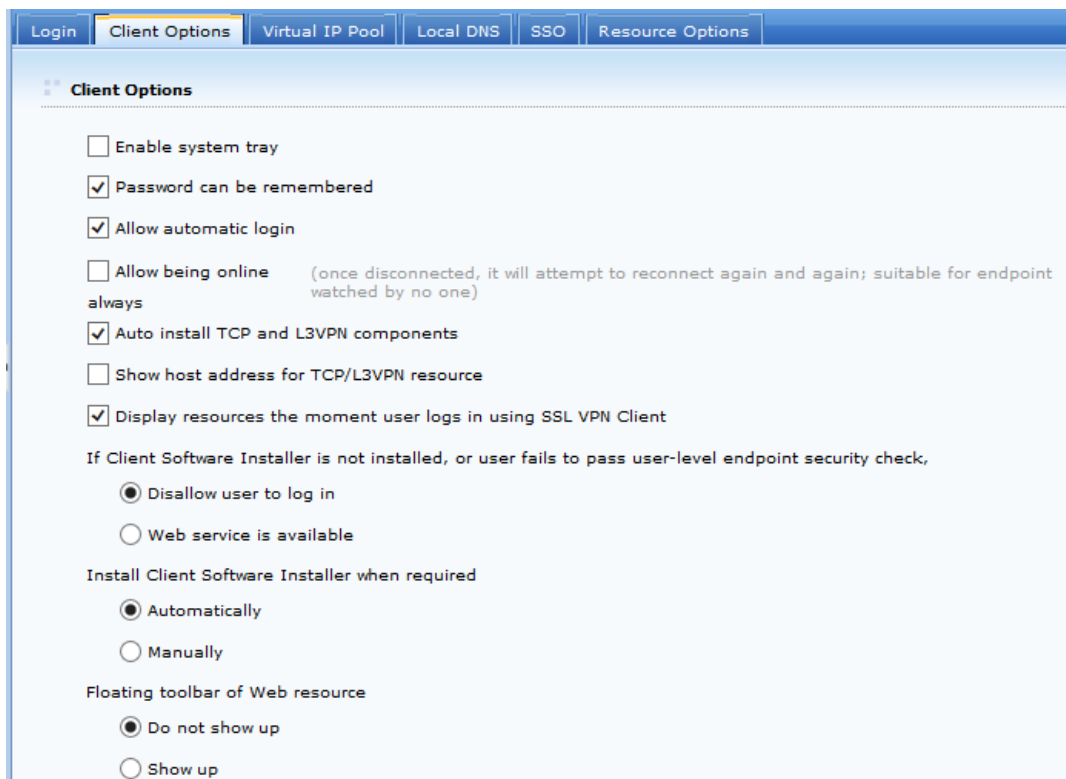 Login Client Options Virtual IP Pool Local DNS SSO Resource Options
Client Options
Enable system tray
Password can be remembered
Allow automatic login
Allow being online (once disconnected, it will attempt to reconnect again and again; suitable for endpoint
always watched by no one)
Auto install TCP and L3VPN components
Show host address for TCP/L3VPN resource
Display resources the moment user logs in using SSL VPN Client
If Client Software Installer is not installed, or user fails to pass user-level endpoint security check,
Disallow user to log in
Web service is available
Install Client Software Installer when required
Automatically
Manually
Floating toolbar of Web resource
Do not show up
Show up